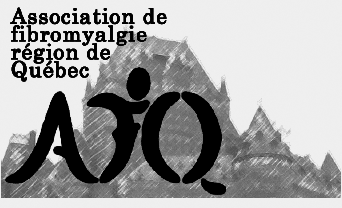 Association de
fibromyalgie
région de
Québec
AFQ